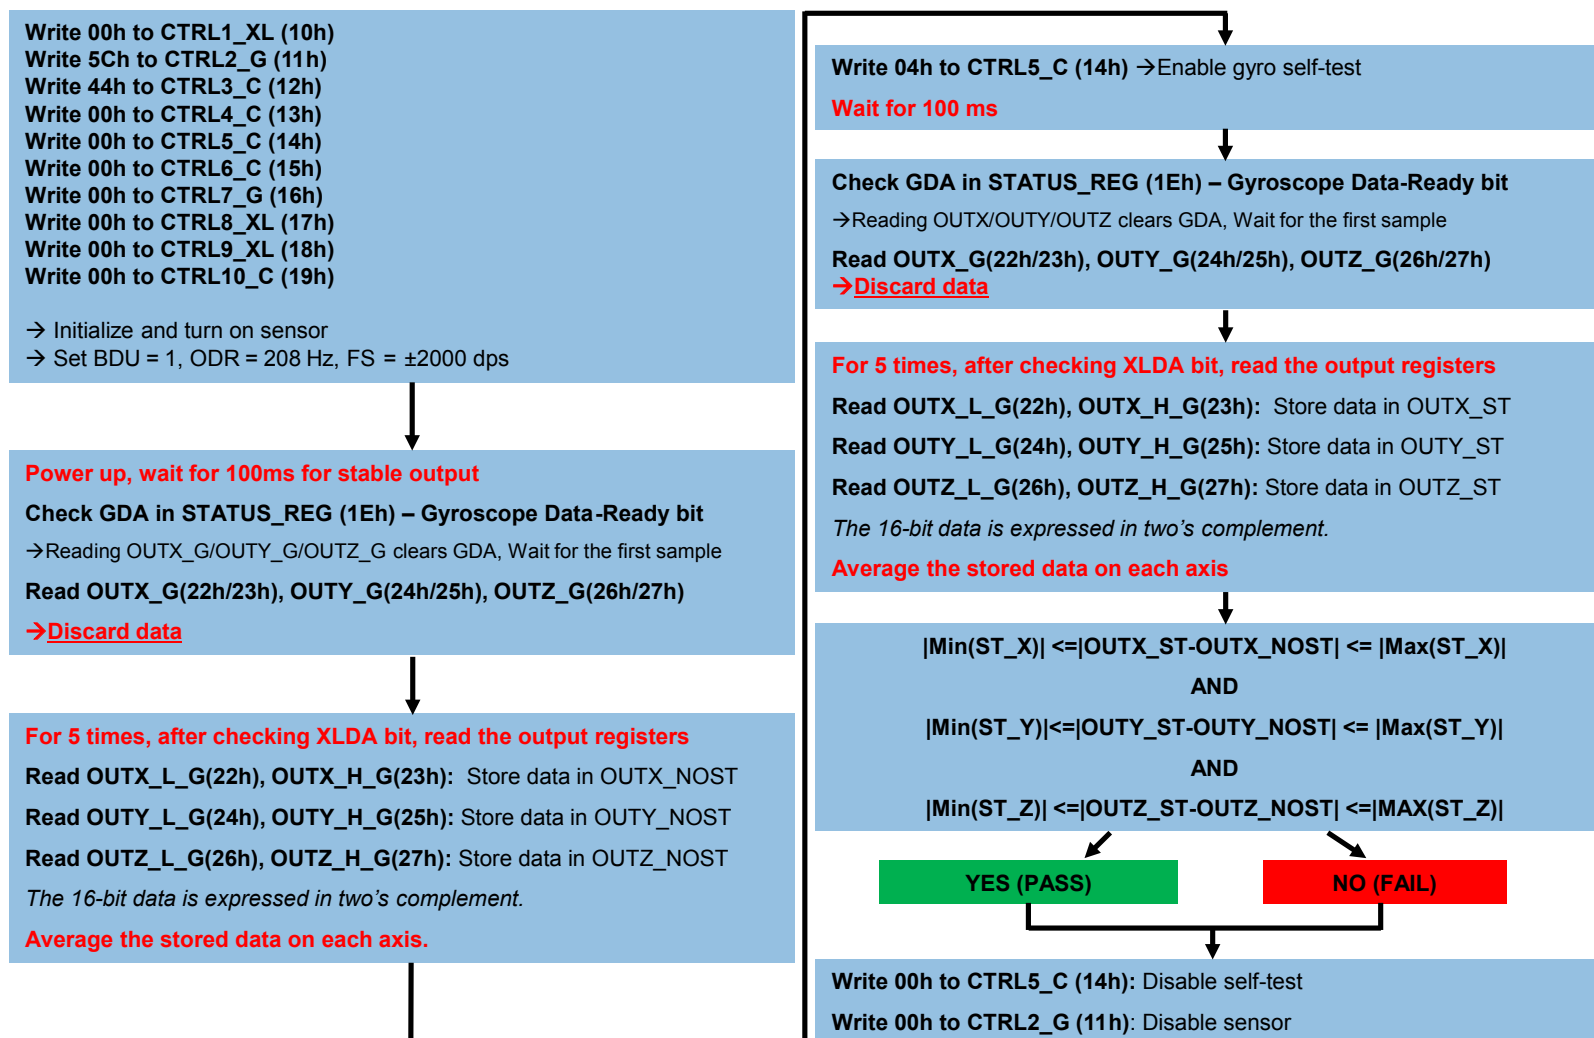 Write 00h to CTRL1_XL (10h)
Write 5Ch to CTRL2_G (11h)
Write 44h to CTRL3_C (12h)
Write 00h to CTRL4_C (13h)
Write 00h to CTRL5_C (14h)
Write 00h to CTRL6_C (15h)
Write 00h to CTRL7_G (16h)
Write 00h to CTRL8_XL (17h)
Write 00h to CTRL9_XL (18h)
Write 00h to CTRL10_C (19h)
→ Initialize and turn on sensor
→ Set BDU = 1, ODR = 208 Hz, FS = ±2000 dps
Power up, wait for 100ms for stable output
Check GDA in STATUS_REG (1Eh) – Gyroscope Data-Ready bit
→Reading OUTX_G/OUTY_G/OUTZ_G clears GDA, Wait for the first sample
Read OUTX_G(22h/23h), OUTY_G(24h/25h), OUTZ_G(26h/27h)
→Discard data
For 5 times, after checking XLDA bit, read the output registers
Read OUTX_L_G(22h), OUTX_H_G(23h): Store data in OUTX_NOST
Read OUTY_L_G(24h), OUTY_H_G(25h): Store data in OUTY_NOST
Read OUTZ_L_G(26h), OUTZ_H_G(27h): Store data in OUTZ_NOST
The 16-bit data is expressed in two’s complement.
Average the stored data on each axis.
Write 04h to CTRL5_C (14h) →Enable gyro self-test
Wait for 100 ms
Check GDA in STATUS_REG (1Eh) – Gyroscope Data-Ready bit
→Reading OUTX/OUTY/OUTZ clears GDA, Wait for the first sample
Read OUTX_G(22h/23h), OUTY_G(24h/25h), OUTZ_G(26h/27h)
→Discard data
For 5 times, after checking XLDA bit, read the output registers
Read OUTX_L_G(22h), OUTX_H_G(23h): Store data in OUTX_ST
Read OUTY_L_G(24h), OUTY_H_G(25h): Store data in OUTY_ST
Read OUTZ_L_G(26h), OUTZ_H_G(27h): Store data in OUTZ_ST
The 16-bit data is expressed in two’s complement.
Average the stored data on each axis
|Min(ST_X)| <=|OUTX_ST-OUTX_NOST| <= |Max(ST_X)|
AND
|Min(ST_Y)|<=|OUTY_ST-OUTY_NOST| <= |Max(ST_Y)|
AND
|Min(ST_Z)| <=|OUTZ_ST-OUTZ_NOST| <=|MAX(ST_Z)|
YES (PASS)
NO (FAIL)
Write 00h to CTRL5_C (14h): Disable self-test
Write 00h to CTRL2_G (11h): Disable sensor